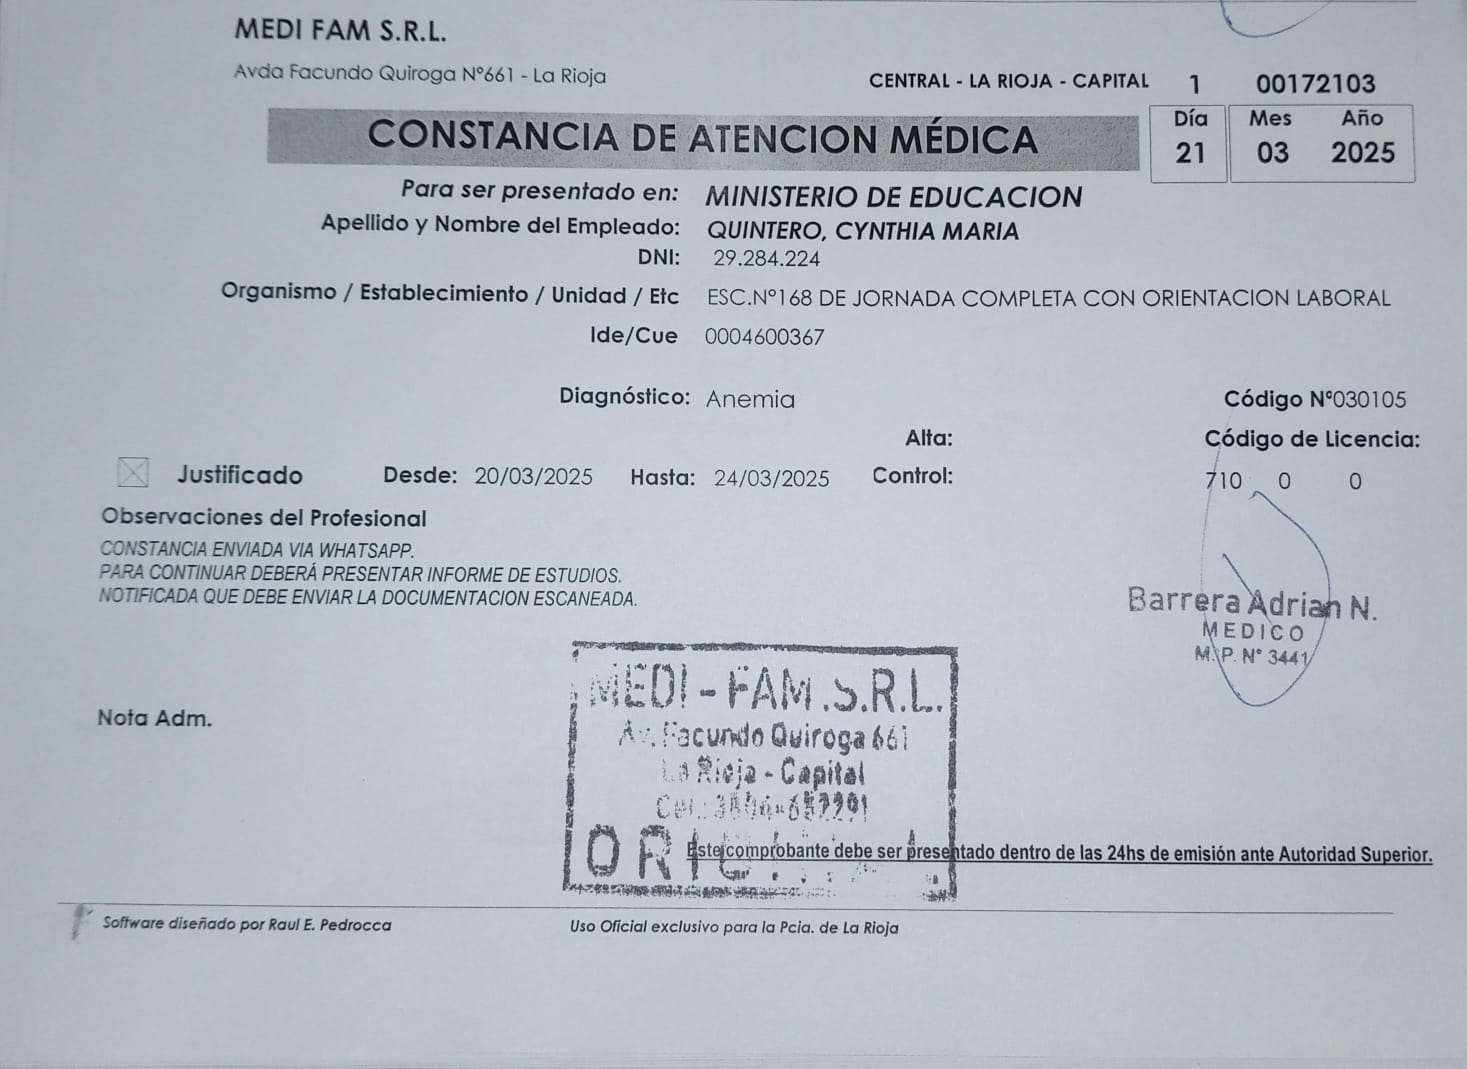 MEDI FAM S.R.L.
Avda Facundo Quiroga Nº661 - La Rioja
CENTRAL - LA RIOJA - CAPITAL 1 00172103
CONSTANCIA DE ATENCION MÉDICA
Día Mes Año
21 03 2025
Para ser presentado en: MINISTERIO DE EDUCACION
Apellido y Nombre del Empleado: QUINTERO, CYNTHIA MARIA
DNI: 29.284.224
Organismo / Establecimiento / Unidad / Etc ESC.Nº168 DE JORNADA COMPLETA CON ORIENTACION LABORAL
Ide/Cue 0004600367
Diagnóstico: Anemia Código Nº030105
Alta: Código de Licencia:
Justificado Desde: 20/03/2025 Hasta: 24/03/2025 Control: 710 0 0
Observaciones del Profesional
CONSTANCIA ENVIADA VIA WHATSAPP.
PARA CONTINUAR DEBERÁ PRESENTAR INFORME DE ESTUDIOS.
NOTIFICADA QUE DEBE ENVIAR LA DOCUMENTACION ESCANEADA.
Barrera Adrian N.
MEDICO
M.P. N° 3441
MEDI-FAM.S.R.L.
Av. Facundo Quiroga 661
La Rioja - Capital
Nota Adm.
Este comprobante debe ser presentado dentro de las 24hs de emisión ante Autoridad Superior.
Software diseñado por Raul E. Pedrocca
Uso Oficial exclusivo para la Pcia. de La Rioja